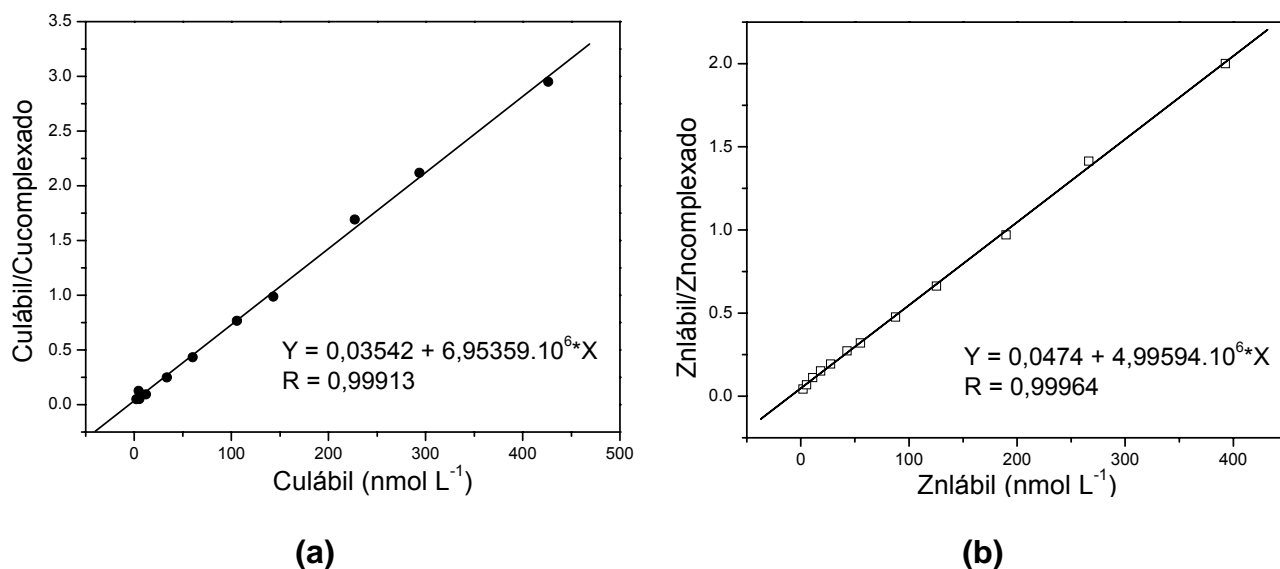 3.5
3.0
2.5
2.0
1.5
1.0
0.5
0.0
Culábil/Cucomplexado
Y = 0,03542 + 6,95359.10⁶*X
R = 0,99913
0 100 200 300 400 500
Culábil (nmol L⁻¹)
(a)
2.0
1.5
1.0
0.5
0.0
Znlábil/Zncomplexado
Y = 0,0474 + 4,99594.10⁶*X
R = 0,99964
0 100 200 300 400
Znlábil (nmol L⁻¹)
(b)